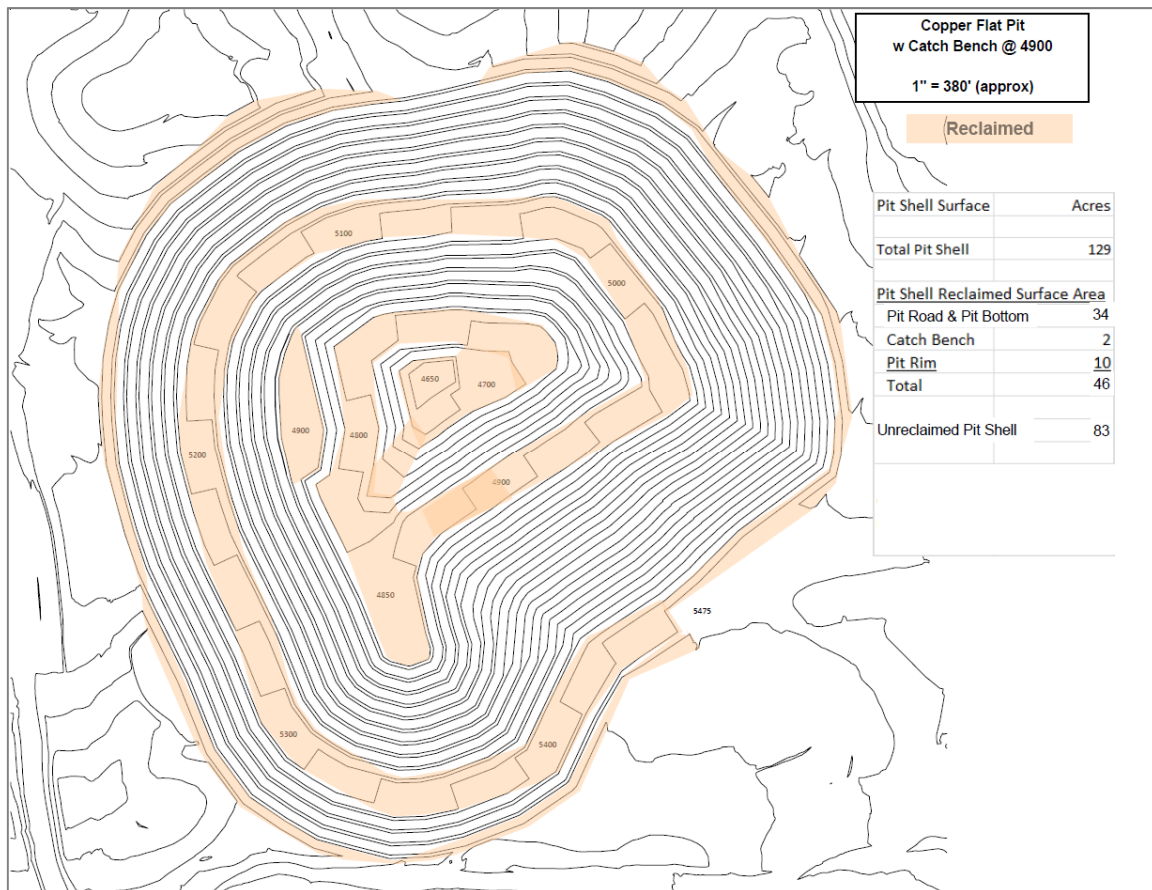 Copper Flat Pit
w Catch Bench @ 4900
1" = 380' (approx)
(Reclaimed
Pit Shell Surface Acres
Total Pit Shell 129
Pit Shell Reclaimed Surface Area
Pit Road & Pit Bottom 34
Catch Bench 2
Pit Rim 10
Total 46
Unreclaimed Pit Shell 83
5100
5000
4650
4700
4900
4800
5200
4900
4850
5475
5300
5400